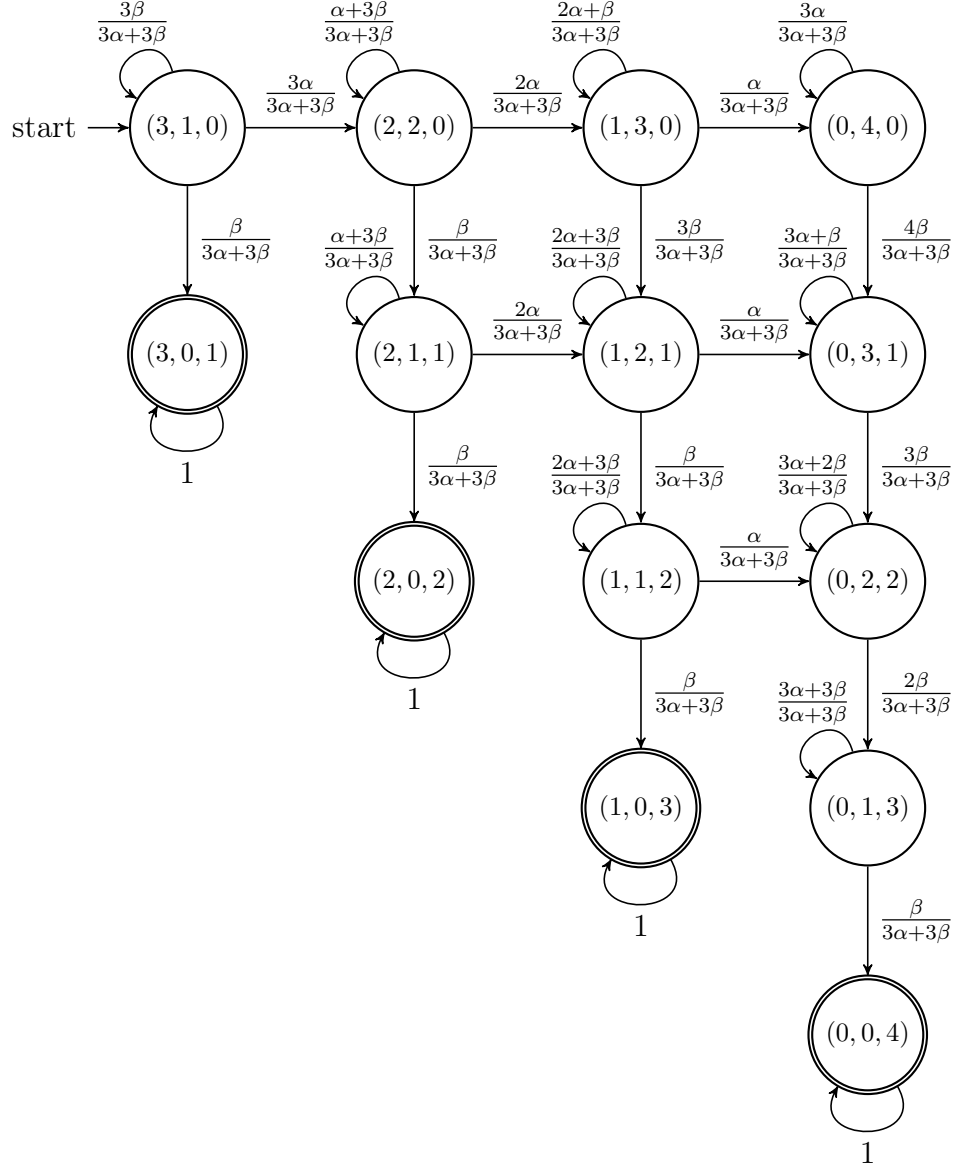 3β/3α+3β α+3β/3α+3β 2α+β/3α+3β 3α/3α+3β
3α/3α+3β 2α/3α+3β α/3α+3β
start (3, 1, 0) (2, 2, 0) (1, 3, 0) (0, 4, 0)
β/3α+3β α+3β/3α+3β β/3α+3β 2α+3β/3α+3β 3β/3α+3β 3α+β/3α+3β 4β/3α+3β
2α/3α+3β α/3α+3β
(3, 0, 1) (2, 1, 1) (1, 2, 1) (0, 3, 1)
1 β/3α+3β 2α+3β/3α+3β β/3α+3β 3α+2β/3α+3β 3β/3α+3β
α/3α+3β
(2, 0, 2) (1, 1, 2) (0, 2, 2)
1 β/3α+3β 3α+3β/3α+3β 2β/3α+3β
(1, 0, 3) (0, 1, 3)
1 β/3α+3β
(0, 0, 4)
1